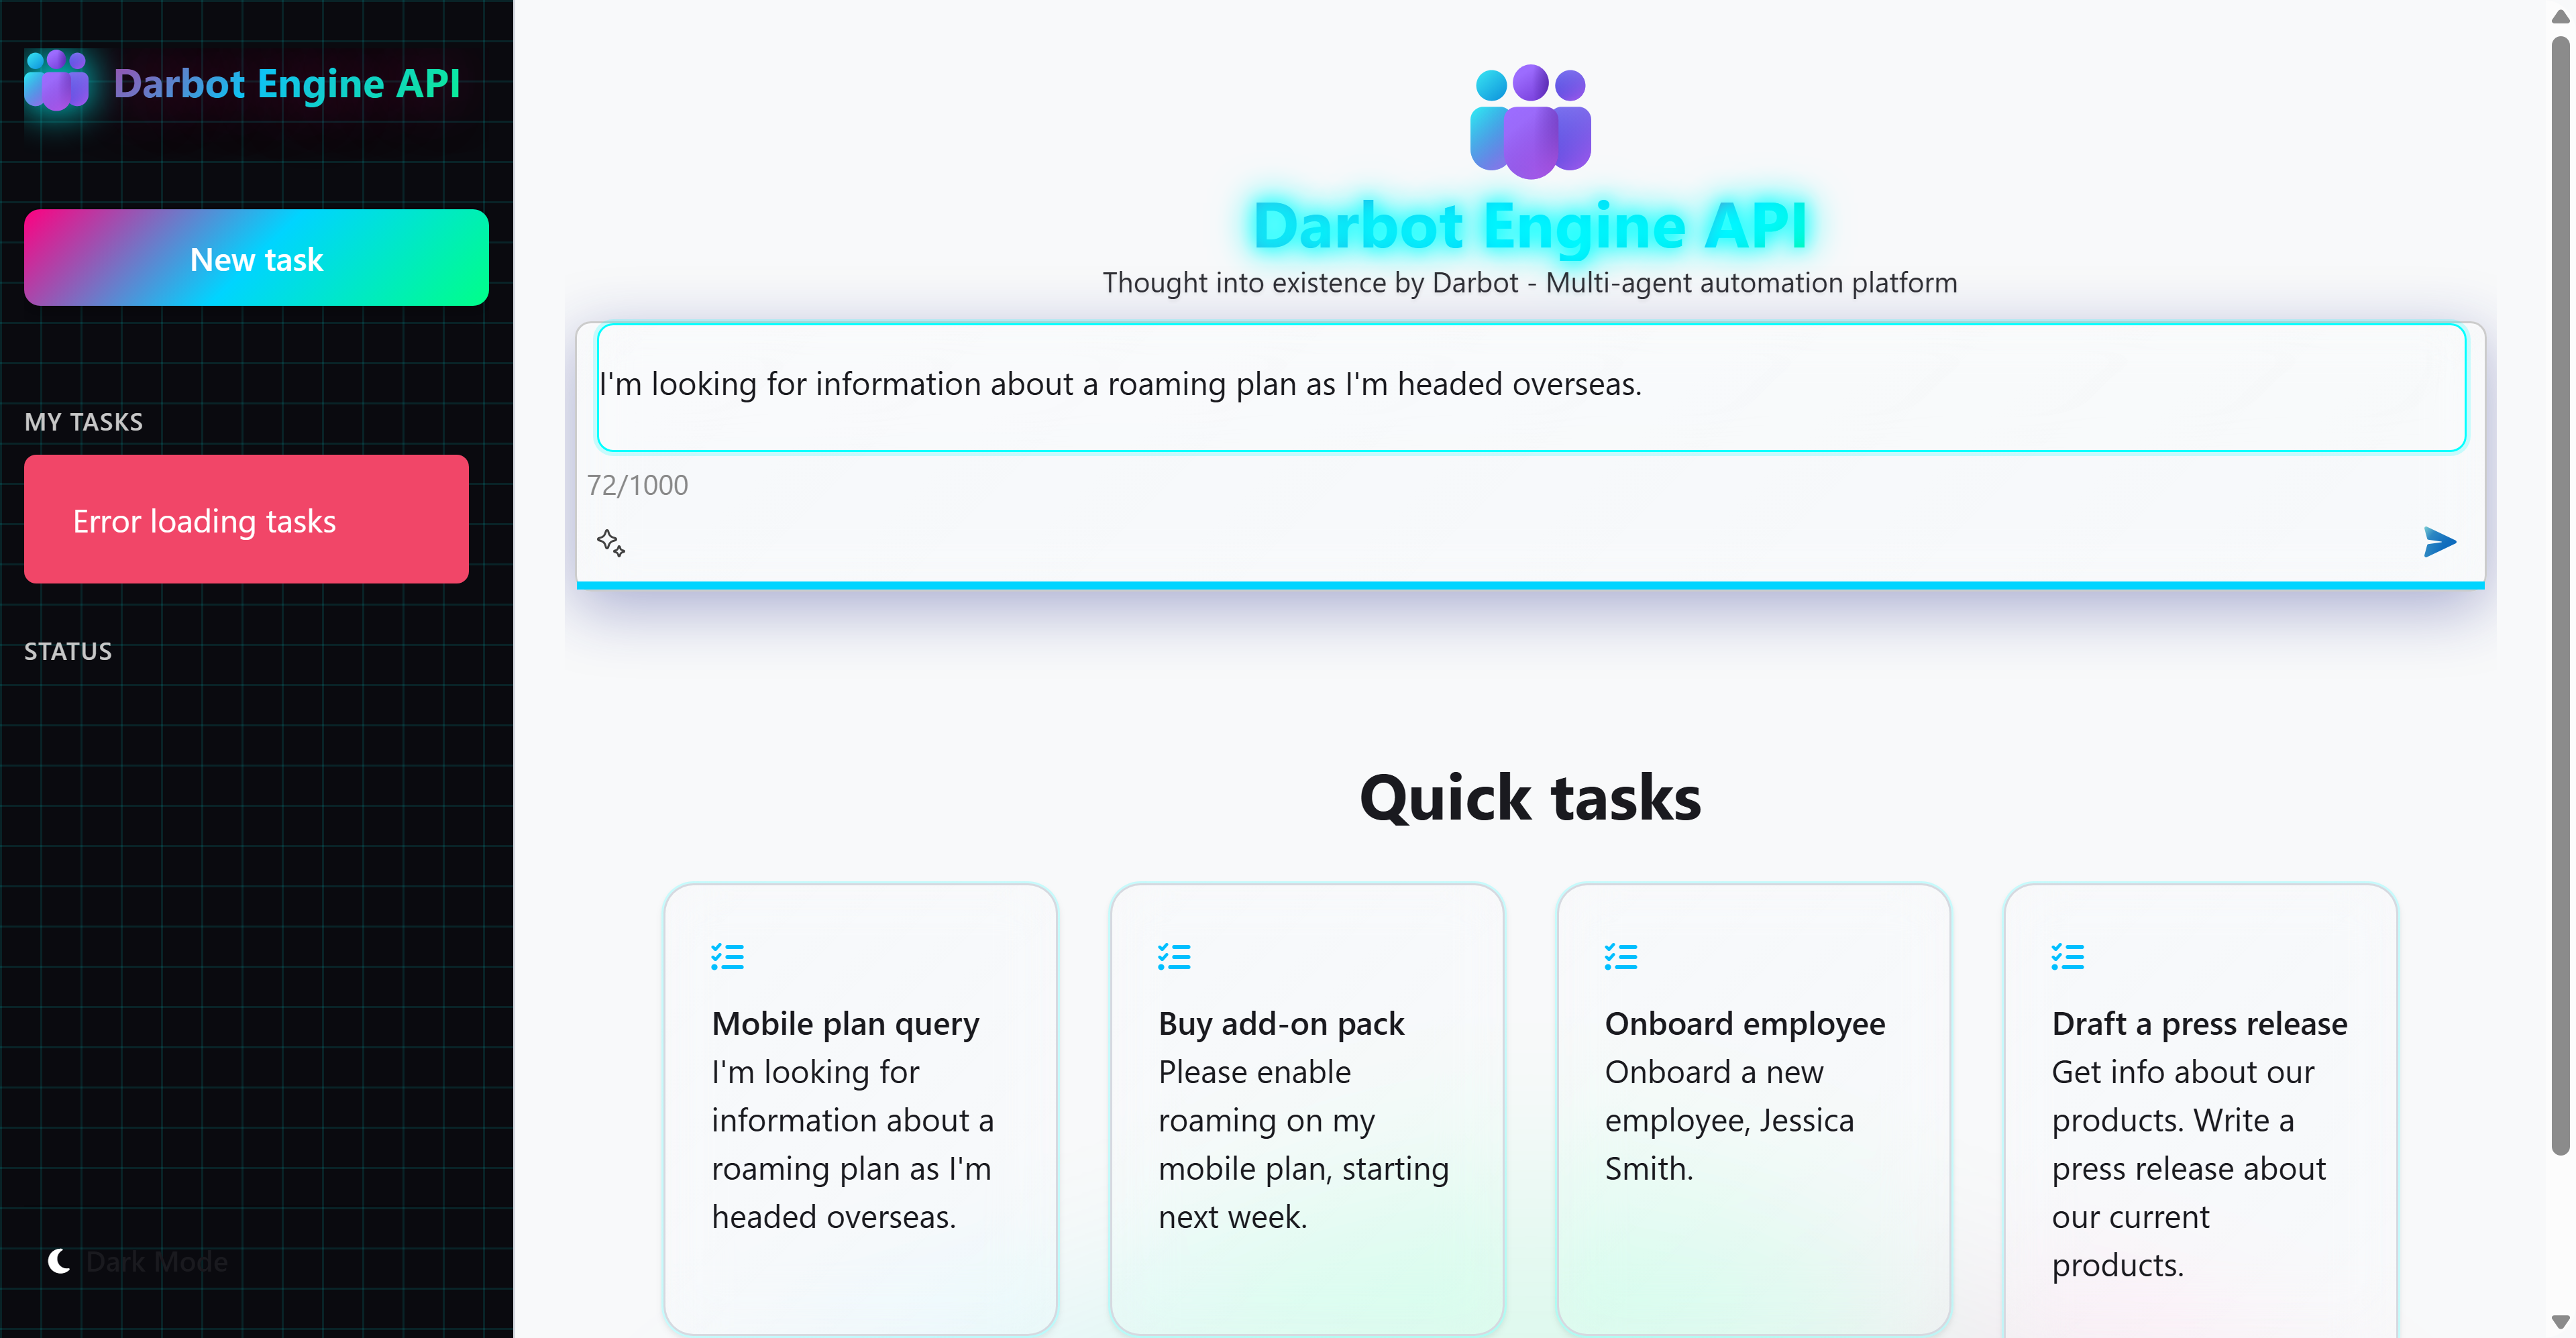 Darbot Engine API
New task
MY TASKS
Error loading tasks
STATUS
Dark Mode
Darbot Engine API
Thought into existence by Darbot - Multi-agent automation platform
I'm looking for information about a roaming plan as I'm headed overseas.
72/1000
Quick tasks
Mobile plan query
I'm looking for
information about a
roaming plan as I'm
headed overseas.
Buy add-on pack
Please enable
roaming on my
mobile plan, starting
next week.
Onboard employee
Onboard a new
employee, Jessica
Smith.
Draft a press release
Get info about our
products. Write a
press release about
our current
products.